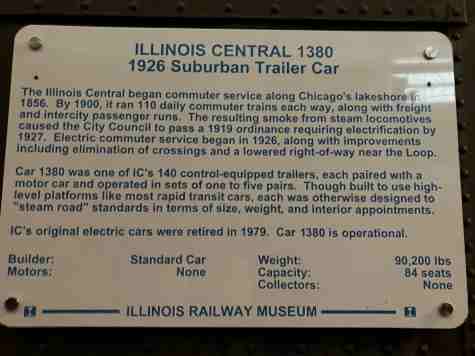 ILLINOIS CENTRAL 1380
1926 Suburban Trailer Car
The Illinois Central began commuter service along Chicago's lakeshore in
1856. By 1900, it ran 110 daily commuter trains each way, along with freight
and intercity passenger runs. The resulting smoke from steam locomotives
caused the City Council to pass a 1919 ordinance requiring electrification by
1927. Electric commuter service began in 1926, along with improvements
including elimination of crossings and a lowered right-of-way near the Loop.
Car 1380 was one of IC's 140 control-equipped trailers, each paired with a
motor car and operated in sets of one to five pairs. Though built to use high-
level platforms like most rapid transit cars, each was otherwise designed to
"steam road" standards in terms of size, weight, and interior appointments.
IC's original electric cars were retired in 1979. Car 1380 is operational.
Builder: Standard Car Weight: 90,200 lbs
Motors: None Capacity: 84 seats
Collectors: None
ILLINOIS RAILWAY MUSEUM